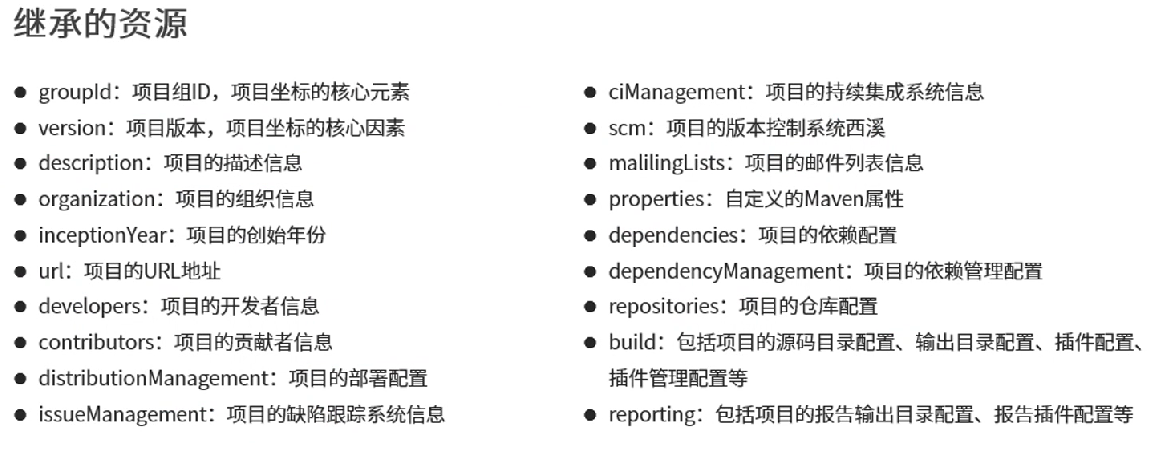 继承的资源
● groupId：项目组ID，项目坐标的核心元素
● version：项目版本，项目坐标的核心因素
● description：项目的描述信息
● organization：项目的组织信息
● inceptionYear：项目的创始年份
● url：项目的URL地址
● developers：项目的开发者信息
● contributors：项目的贡献者信息
● distributionManagement：项目的部署配置
● issueManagement：项目的缺陷跟踪系统信息
● ciManagement：项目的持续集成系统信息
● scm：项目的版本控制系统西溪
● malilingLists：项目的邮件列表信息
● properties：自定义的Maven属性
● dependencies：项目的依赖配置
● dependencyManagement：项目的依赖管理配置
● repositories：项目的仓库配置
● build：包括项目的源码目录配置、输出目录配置、插件配置、
插件管理配置等
● reporting：包括项目的报告输出目录配置、报告插件配置等